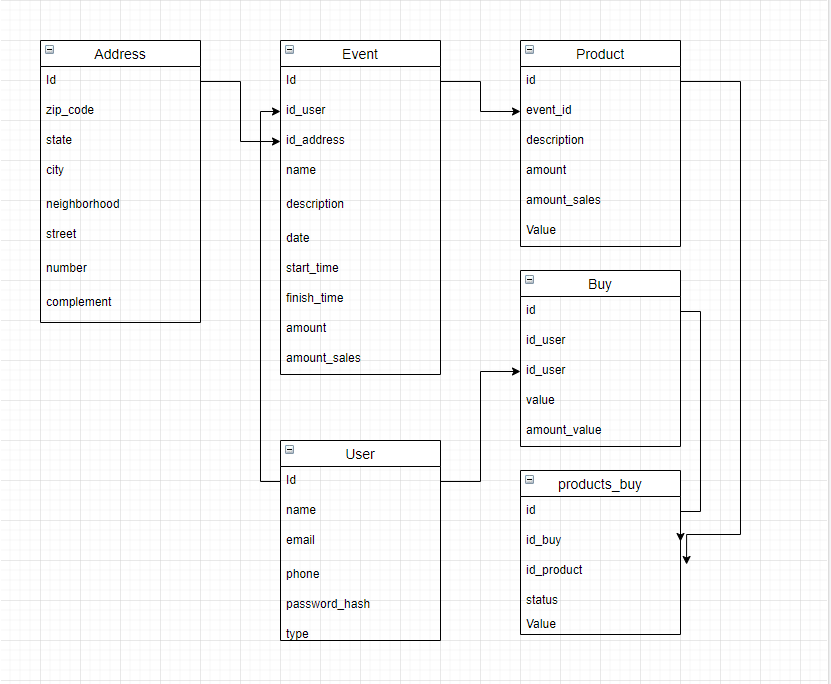 Address
Id
zip_code
state
city
neighborhood
street
number
complement
Event
Id
id_user
id_address
name
description
date
start_time
finish_time
amount
amount_sales
Product
id
event_id
description
amount
amount_sales
Value
Buy
id
id_user
id_user
value
amount_value
User
Id
name
email
phone
password_hash
type
products_buy
id
id_buy
id_product
status
Value